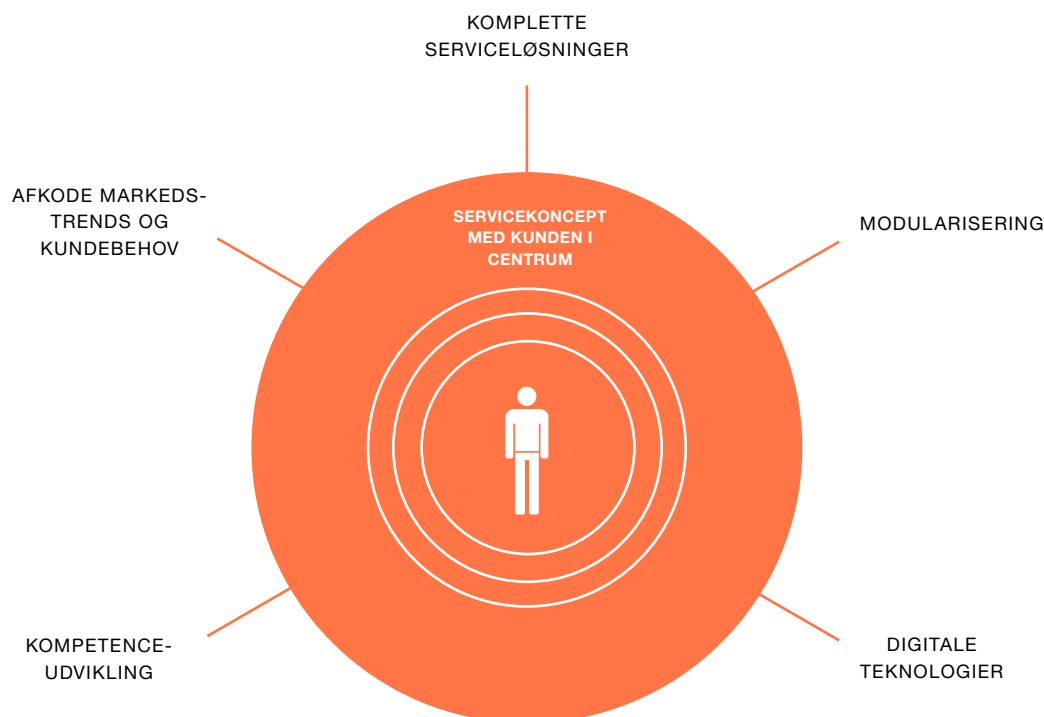 KOMPLETTE
SERVICELØSNINGER
AFKODE MARKEDS-
TRENDS OG
KUNDEBEHOV
SERVICEKONCEPT
MED KUNDEN I
CENTRUM
MODULARISERING
KOMPETENCE-
UDVIKLING
DIGITALE
TEKNOLOGIER